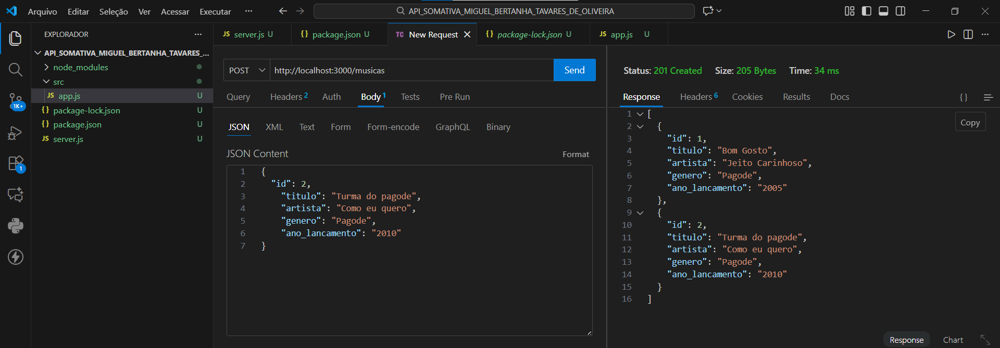 Arquivo Editar Seleção Ver Acessar Executar ··· API_SOMATIVA_MIGUEL_BERTANHA_TAVARES_DE_OLIVEIRA
EXPLORADOR ···
API_SOMATIVA_MIGUEL_BERTANHA_TAVARES_...
node_modules
src
JS app.js U
{} package-lock.json U
{} package.json U
JS server.js U
1K+
1
JS server.js U {} package.json U TC New Request {} package-lock.json U JS app.js U ···
POST http://localhost:3000/musicas Send
Query Headers 2 Auth Body 1 Tests Pre Run
JSON XML Text Form Form-encode GraphQL Binary
JSON Content Format
1 {
2 "id": 2,
3 "titulo": "Turma do pagode",
4 "artista": "Como eu quero",
5 "genero": "Pagode",
6 "ano_lancamento": "2010"
7 }
Status: 201 Created Size: 205 Bytes Time: 34 ms
Response Headers 6 Cookies Results Docs {}
Copy
1 [
2 {
3 "id": 1,
4 "titulo": "Bom Gosto",
5 "artista": "Jeito Carinhoso",
6 "genero": "Pagode",
7 "ano_lancamento": "2005"
8 },
9 {
10 "id": 2,
11 "titulo": "Turma do pagode",
12 "artista": "Como eu quero",
13 "genero": "Pagode",
14 "ano_lancamento": "2010"
15 }
16 ]
Response Chart